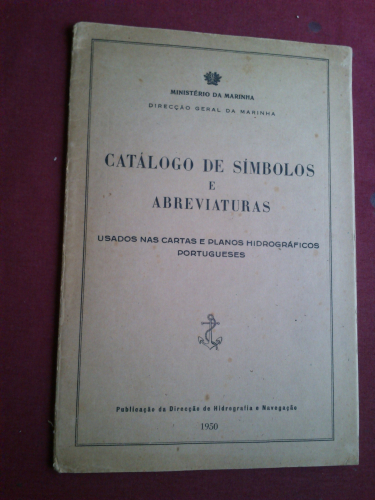 MINISTÉRIO DA MARINHA
DIRECÇÃO GERAL DA MARINHA
CATÁLOGO DE SÍMBOLOS
E
ABREVIATURAS
USADOS NAS CARTAS E PLANOS HIDROGRÁFICOS
PORTUGUESES
Publicação da Direcção de Hidrografia e Navegação
1950